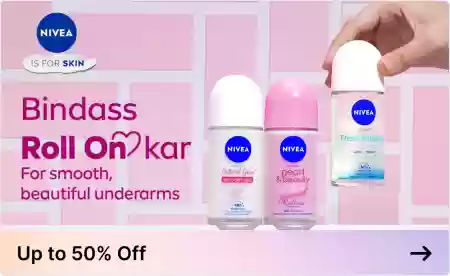 NIVEA
IS FOR SKIN
Bindass
Roll On kar
For smooth,
beautiful underarms
NIVEA
NIVEA
pearl &
beauty
NIVEA
Up to 50% Off